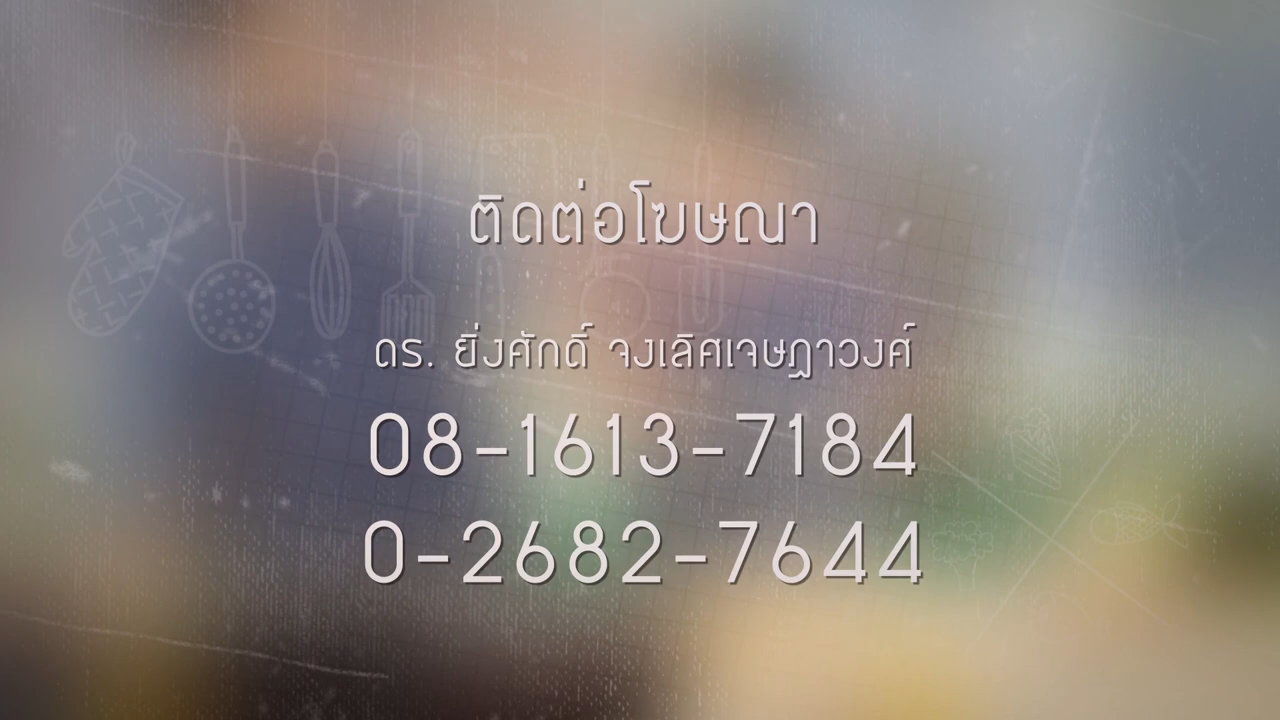 ติดต่อโฆษณา
ดร. ยิ่งศักดิ์ จงเลิศเจษฎาวงศ์
08-1613-7184
0-2682-7644